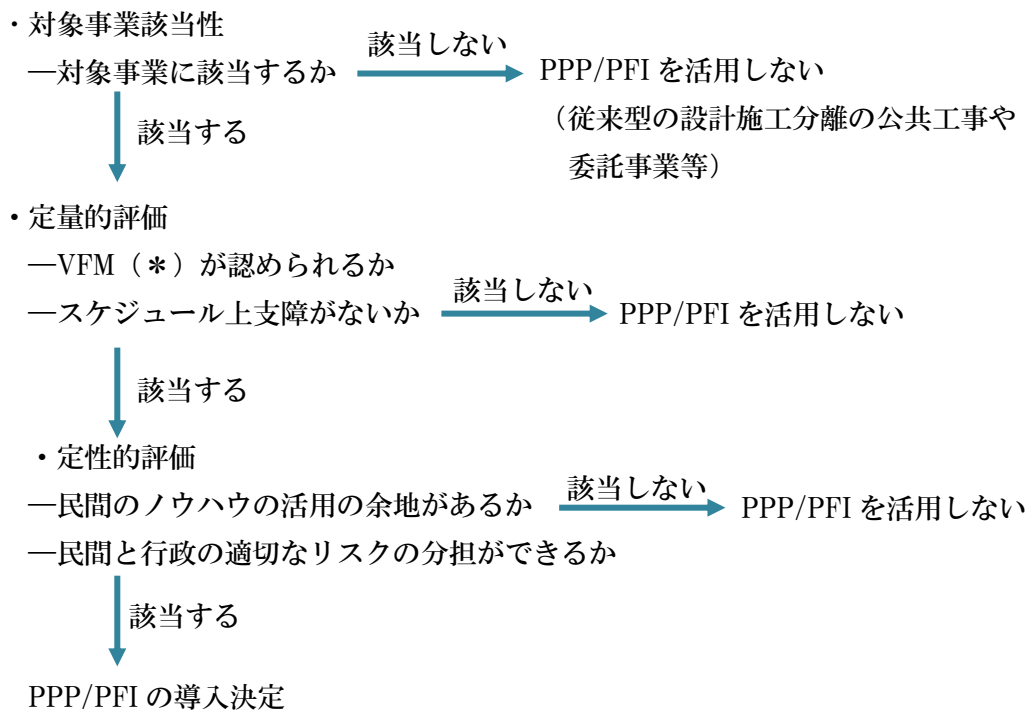 ・対象事業該当性
該当しない
―対象事業に該当するか
PPP/PFI を活用しない
（従来型の設計施工分離の公共工事や
委託事業等）
該当する
・定量的評価
―VFM（＊）が認められるか
―スケジュール上支障がないか
該当しない
PPP/PFI を活用しない
該当する
・定性的評価
―民間のノウハウの活用の余地があるか
該当しない
PPP/PFI を活用しない
―民間と行政の適切なリスクの分担ができるか
該当する
PPP/PFI の導入決定